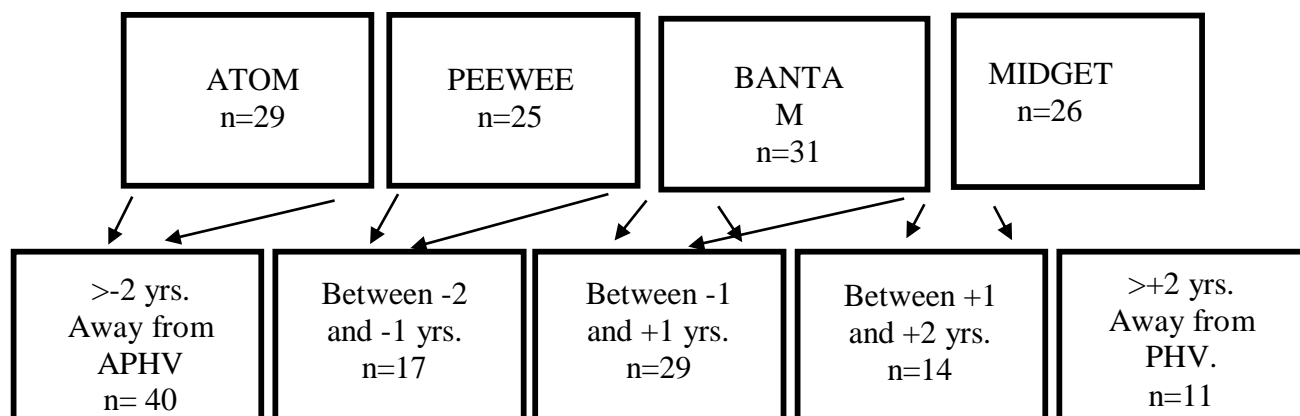 ATOM
n=29
PEEWEE
n=25
BANTA
M
n=31
MIDGET
n=26
>-2 yrs.
Away from
APHV
n= 40
Between -2
and -1 yrs.
n=17
Between -1
and +1 yrs.
n=29
Between +1
and +2 yrs.
n=14
>+2 yrs.
Away from
PHV.
n=11